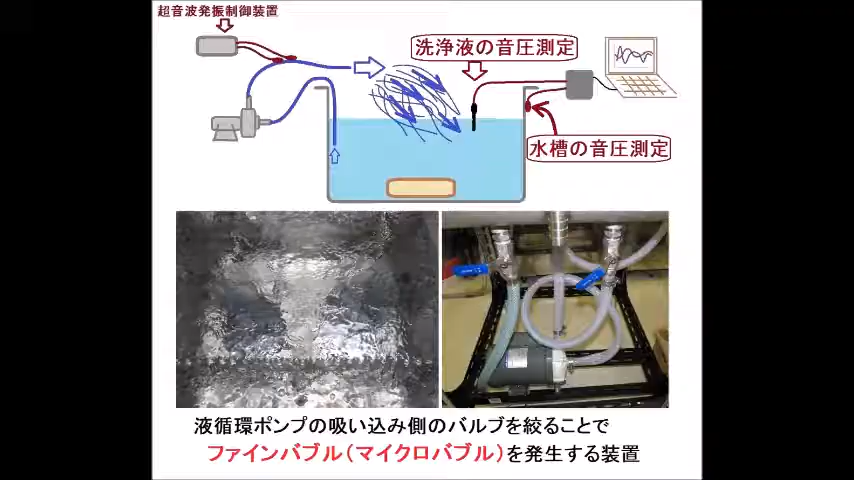 超音波発振制御装置
洗浄液の音圧測定
水槽の音圧測定
液循環ポンプの吸い込み側のバルブを絞ることで
ファインバブル(マイクロバブル)を発生する装置